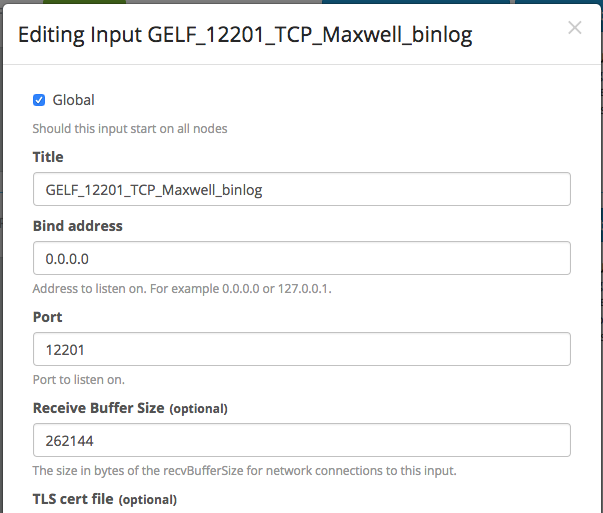 Editing Input GELF_12201_TCP_Maxwell_binlog
Global
Should this input start on all nodes
Title
GELF_12201_TCP_Maxwell_binlog
Bind address
0.0.0.0
Address to listen on. For example 0.0.0.0 or 127.0.0.1.
Port
12201
Port to listen on.
Receive Buffer Size (optional)
262144
The size in bytes of the recvBufferSize for network connections to this input.
TLS cert file (optional)